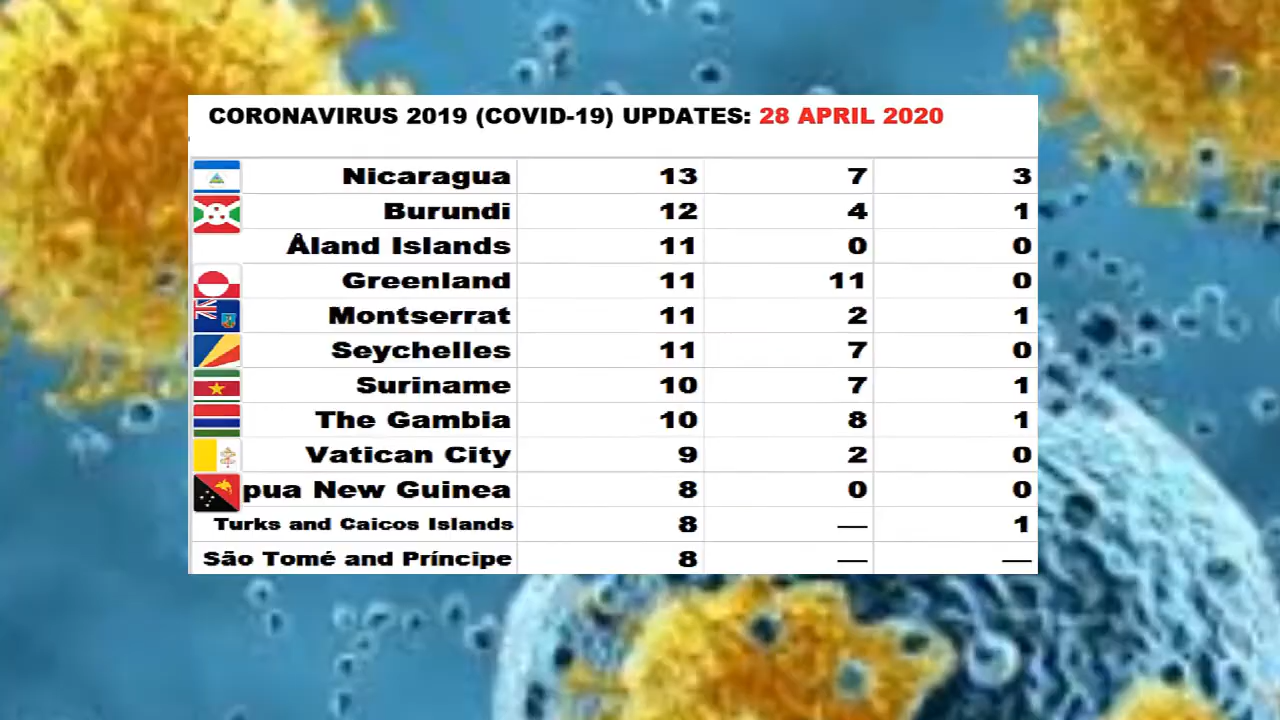 CORONAVIRUS 2019 (COVID-19) UPDATES: 28 APRIL 2020
Nicaragua 13 7 3
Burundi 12 4 1
Åland Islands 11 0 0
Greenland 11 11 0
Montserrat 11 2 1
Seychelles 11 7 0
Suriname 10 7 1
The Gambia 10 8 1
Vatican City 9 2 0
pua New Guinea 8 0 0
Turks and Caicos Islands 8 — 1
São Tomé and Príncipe 8 — —